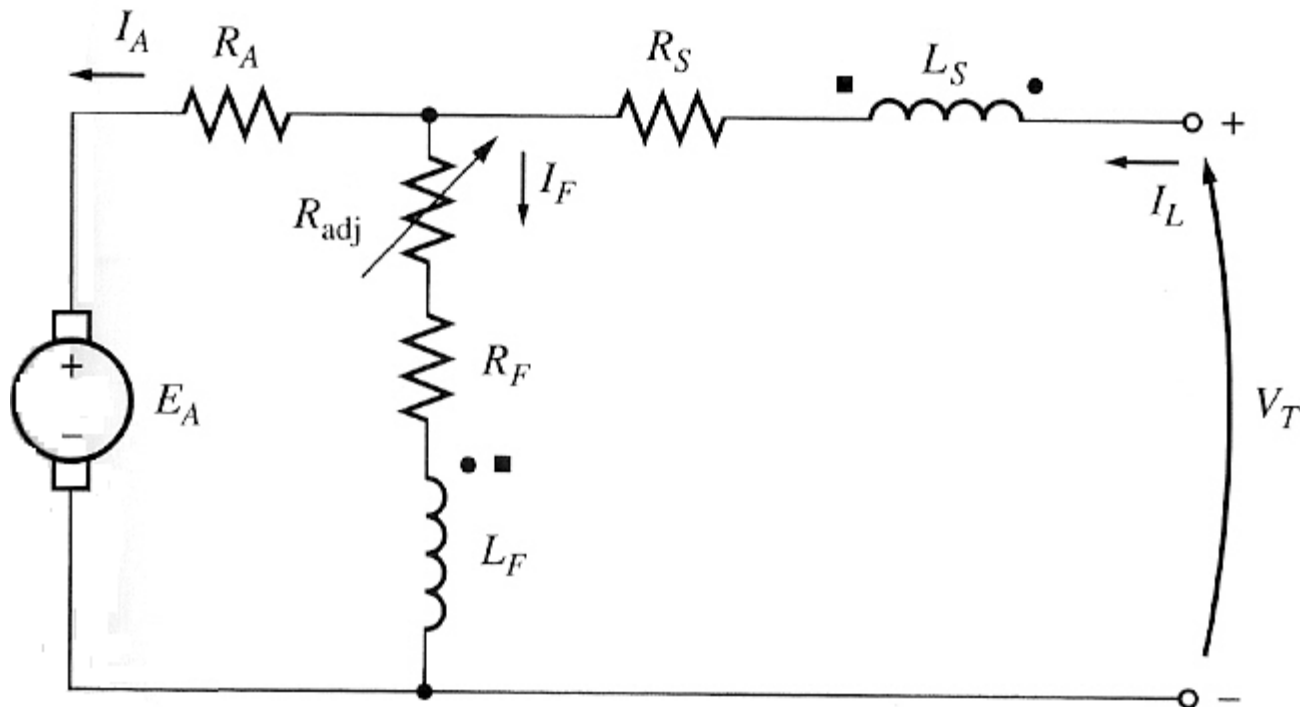 I_A
R_A
R_S
L_S
+
I_L
R_adj
I_F
+
E_A
−
R_F
V_T
L_F
−